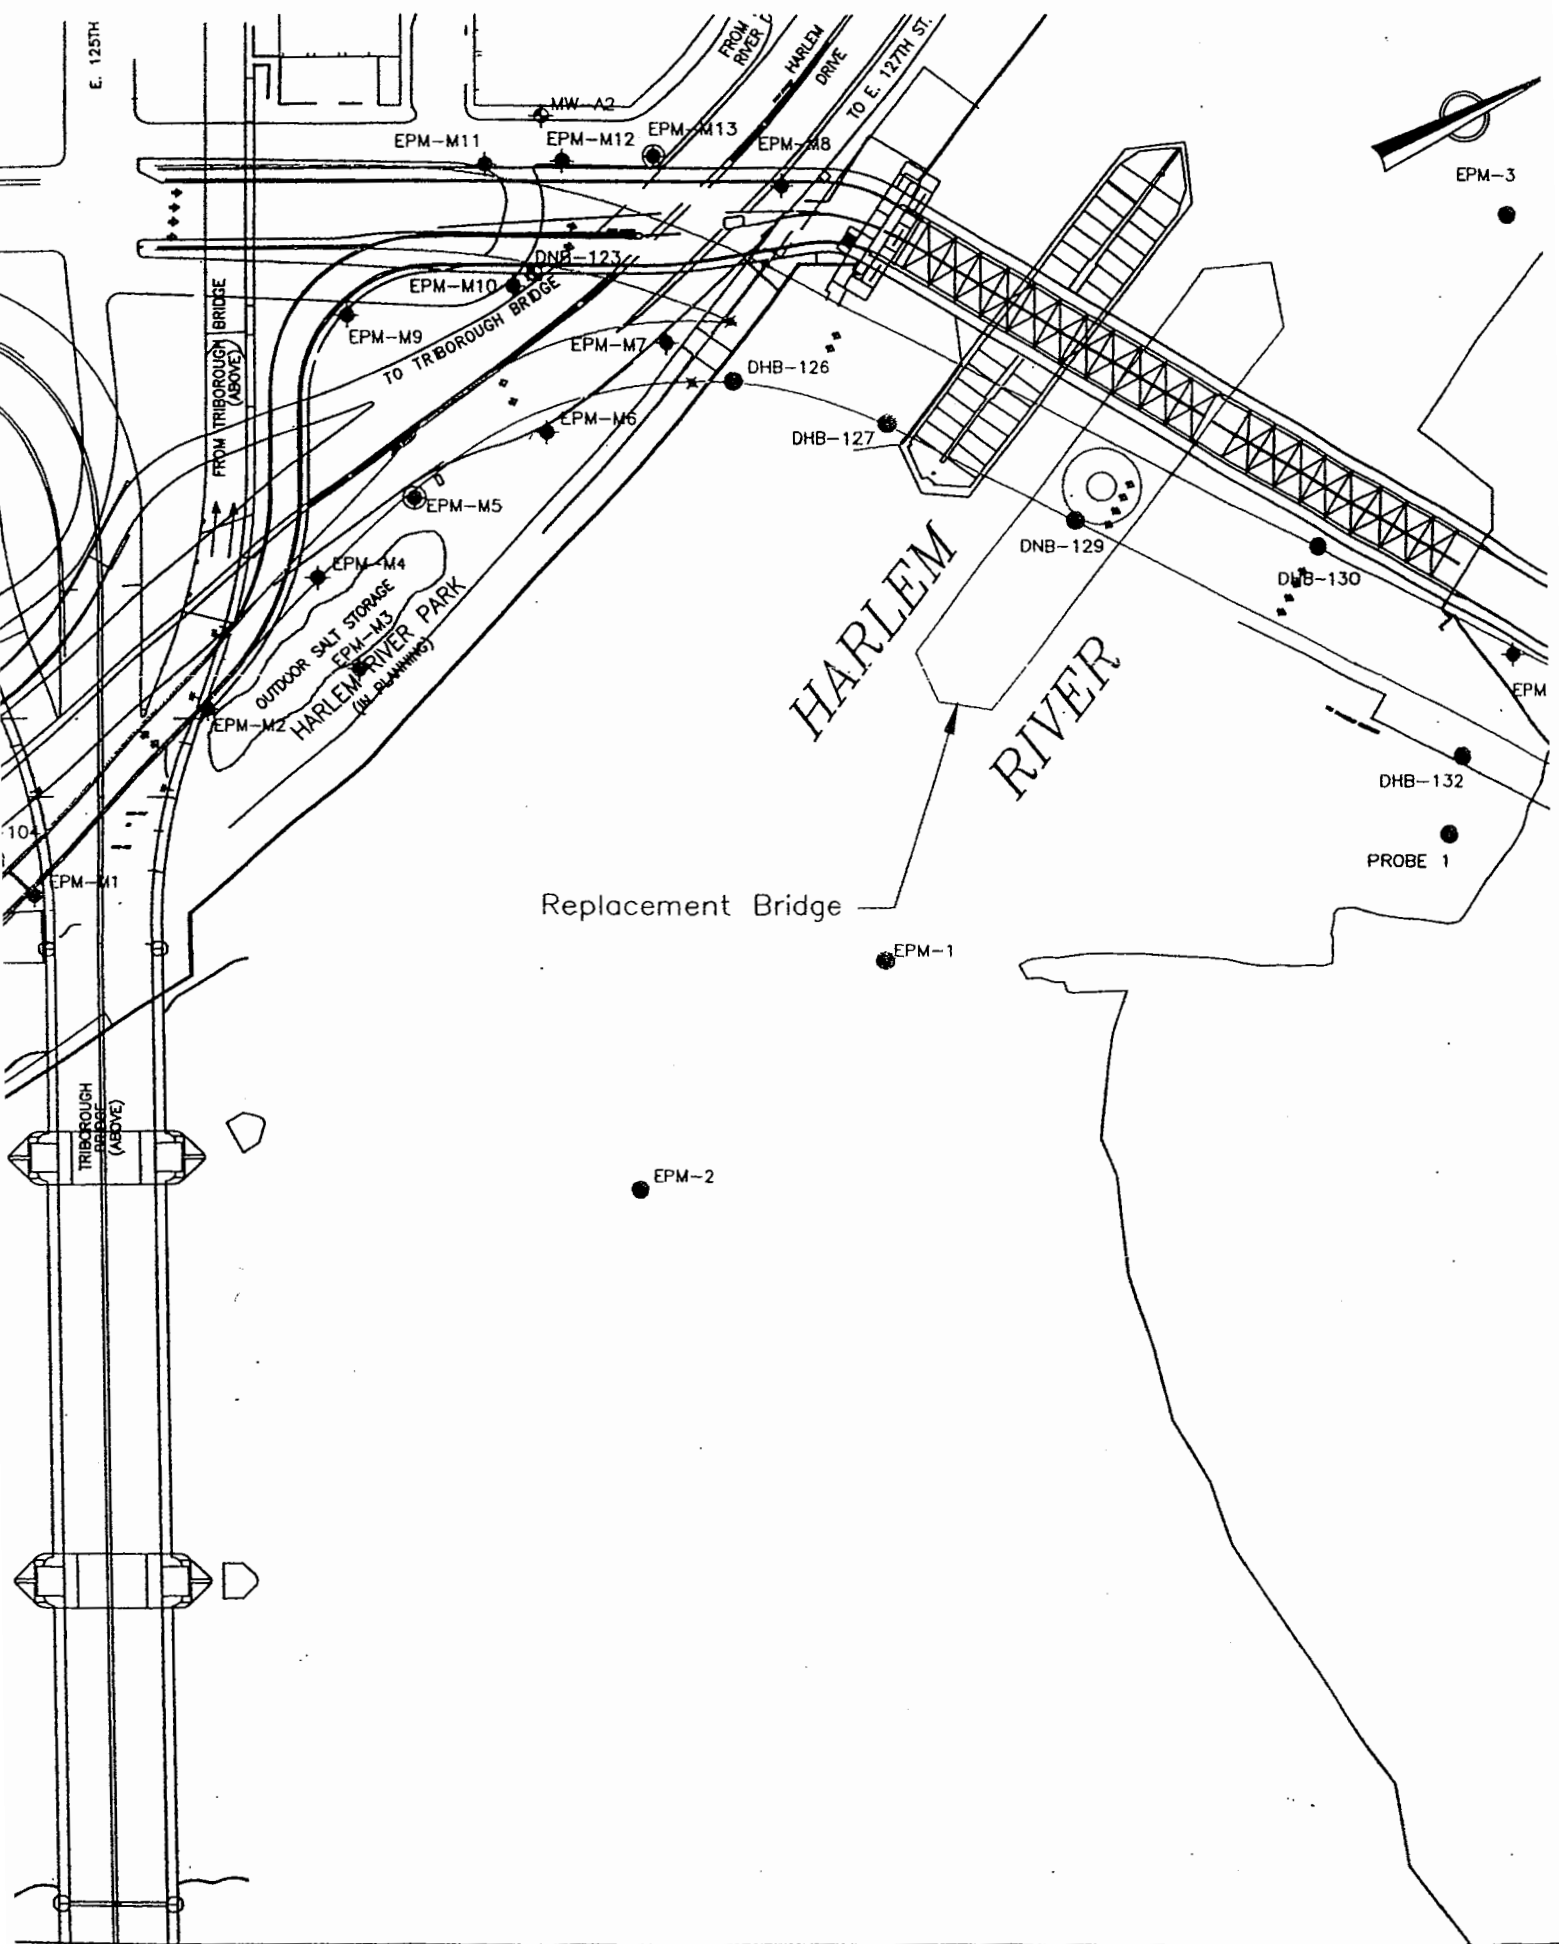 E. 125TH
FROM
RIVER
HARLEM
DRIVE
TO E. 127TH ST.
MW-A2
EPM-M11
EPM-M12
EPM-M13
EPM-M8
EPM-3
DNB-123
EPM-M10
EPM-M9
TO TRIBOROUGH BRIDGE
FROM TRIBOROUGH BRIDGE
(ABOVE)
EPM-M7
DHB-126
EPM-M6
DHB-127
EPM-M5
DNB-129
DHB-130
EPM-M4
OUTDOOR SALT STORAGE
EPM-M3
HARLEM RIVER PARK
(IN PLANNING)
EPM-M2
HARLEM
RIVER
EPM
DHB-132
PROBE 1
104
EPM-M1
Replacement Bridge
EPM-1
TRIBOROUGH
BRIDGE
(ABOVE)
EPM-2